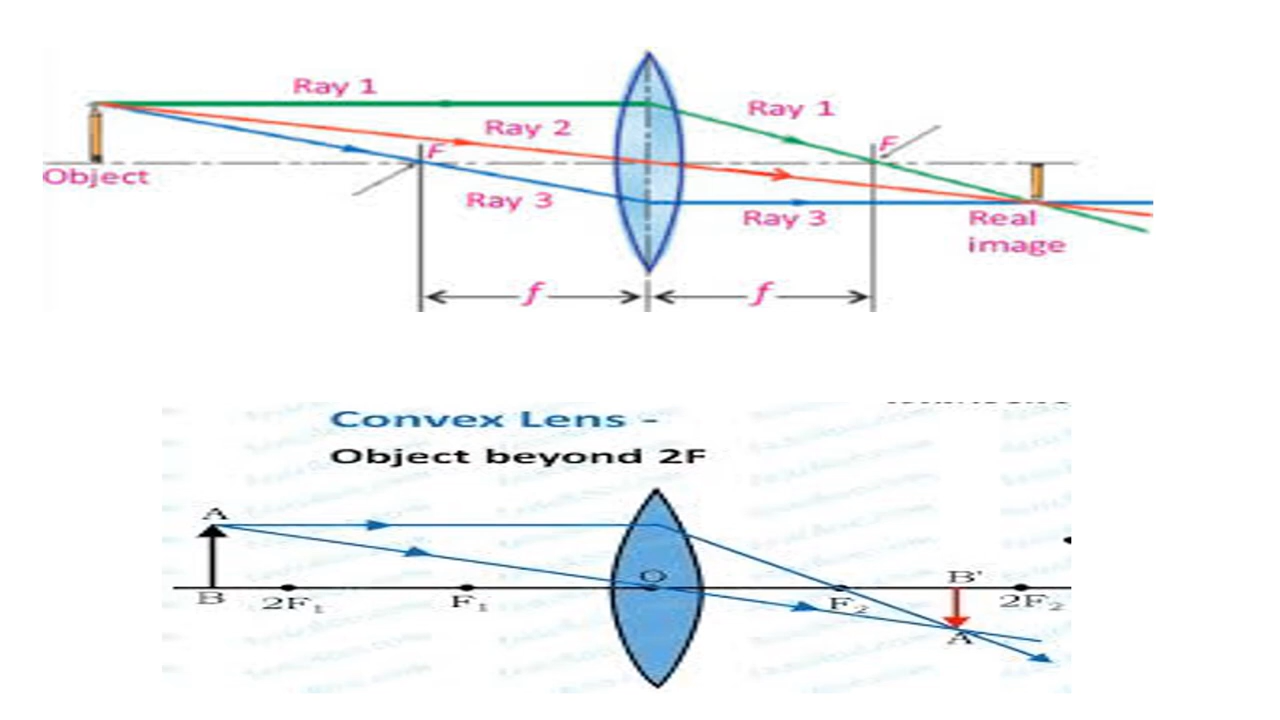 Ray 1
Ray 1
Ray 2
F
F
Object
Ray 3
Ray 3
Real
image
f
f
Convex Lens -
Object beyond 2F
A
O
B'
B
2F₁
F₁
F₂
2F₂
A